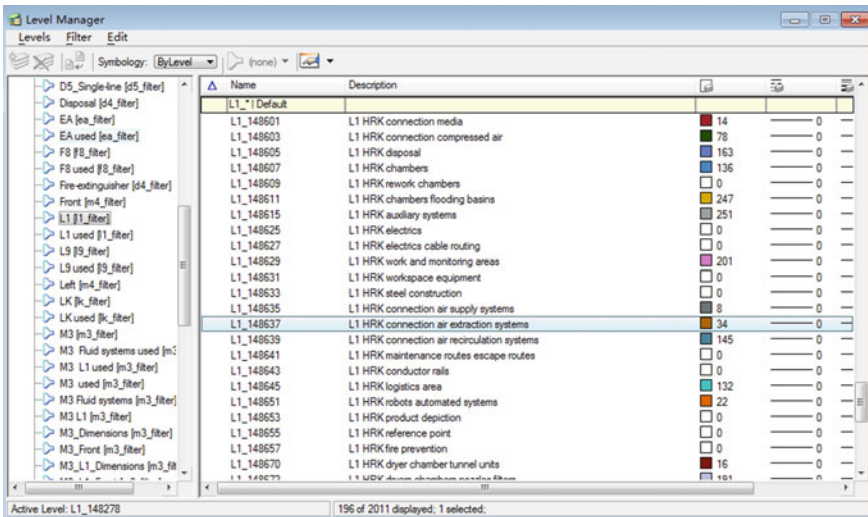 Level Manager
Levels Filter Edit
Symbology: ByLevel (none)
D5_Single-line [d5_filter]
Disposal [d4_filter]
EA [ea_filter]
EA used [ea_filter]
F8 [f8_filter]
F8 used [f8_filter]
Fire-extinguisher [d4_filter]
Front [m4_filter]
L1 [l1_filter]
L1 used [l1_filter]
L9 [l9_filter]
L9 used [l9_filter]
Left [m4_filter]
LK [lk_filter]
LK used [lk_filter]
M3 [m3_filter]
M3 Fluid systems used [m3
M3 L1 used [m3_filter]
M3 used [m3_filter]
M3 Fluid systems [m3_filter]
M3 L1 [m3_filter]
M3_Dimensions [m3_filter]
M3_Front [m3_filter]
M3_L1_Dimensions [m3_filt
Name Description
L1_* | Default
L1_148601 L1 HRK connection media 14 0
L1_148603 L1 HRK connection compressed air 78 0
L1_148605 L1 HRK disposal 163 0
L1_148607 L1 HRK chambers 136 0
L1_148609 L1 HRK rework chambers 0 0
L1_148611 L1 HRK chambers flooding basins 247 0
L1_148615 L1 HRK auxiliary systems 251 0
L1_148625 L1 HRK electrics 0 0
L1_148627 L1 HRK electrics cable routing 0 0
L1_148629 L1 HRK work and monitoring areas 201 0
L1_148631 L1 HRK workspace equipment 0 0
L1_148633 L1 HRK steel construction 0 0
L1_148635 L1 HRK connection air supply systems 8 0
L1_148637 L1 HRK connection air extraction systems 34 0
L1_148639 L1 HRK connection air recirculation systems 145 0
L1_148641 L1 HRK maintenance routes escape routes 0 0
L1_148643 L1 HRK conductor rails 0 0
L1_148645 L1 HRK logistics area 132 0
L1_148651 L1 HRK robots automated systems 22 0
L1_148653 L1 HRK product depiction 0 0
L1_148655 L1 HRK reference point 0 0
L1_148657 L1 HRK fire prevention 0 0
L1_148670 L1 HRK dryer chamber tunnel units 16 0
Active Level: L1_148278 196 of 2011 displayed; 1 selected;